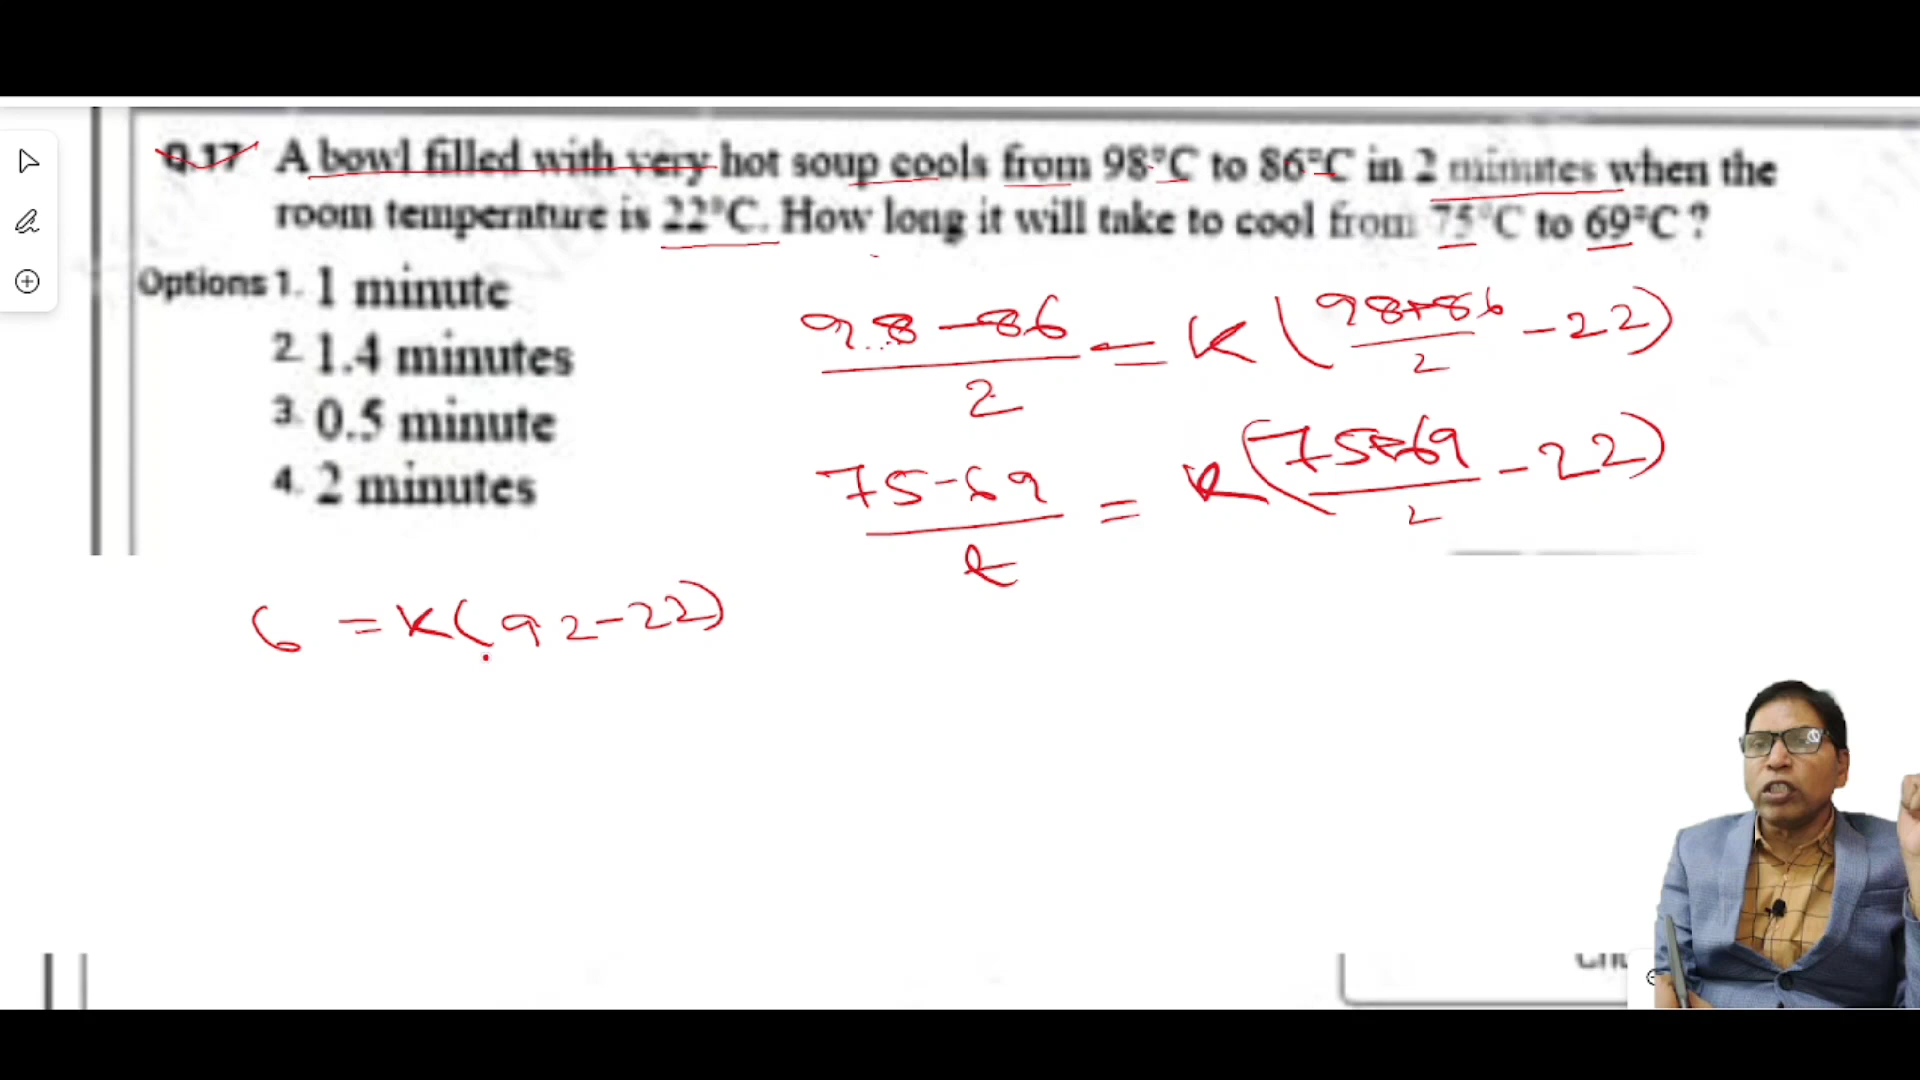 Q.17 A bowl filled with very hot soup cools from 98°C to 86°C in 2 minutes when the
room temperature is 22°C. How long it will take to cool from 75°C to 69°C ?
Options 1. 1 minute
2. 1.4 minutes
3. 0.5 minute
4. 2 minutes
98-86/2 = K(98+86/2 - 22)
75-69/t = K(75+69/2 - 22)
6 = K(92-22)